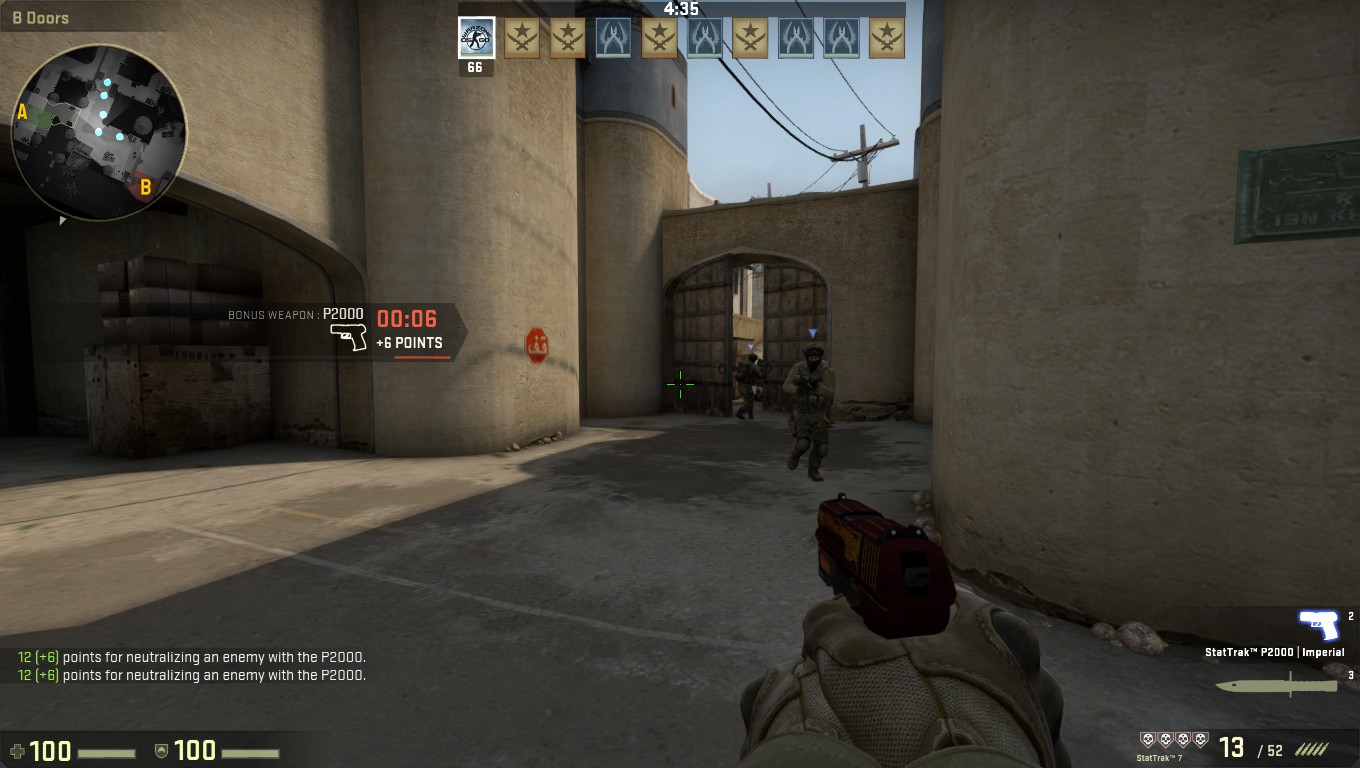 B Doors
4:35
66
A
B
BONUS WEAPON : P2000
00:06
+6 POINTS
12 (+6) points for neutralizing an enemy with the P2000.
12 (+6) points for neutralizing an enemy with the P2000.
2
StatTrak™ P2000 | Imperial
3
100
100
StatTrak™ 7
13 / 52